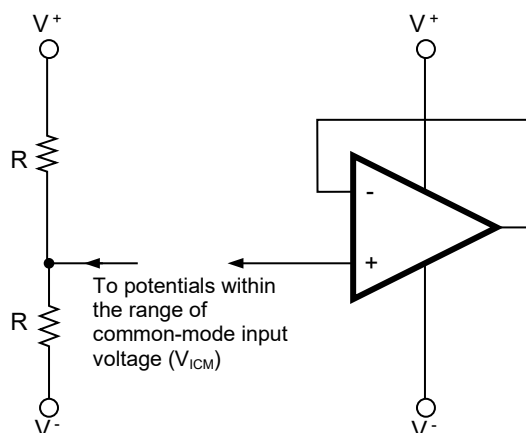 V+
V+
R
-
+
To potentials within
the range of
common-mode input
voltage (VICM)
R
V-
V-